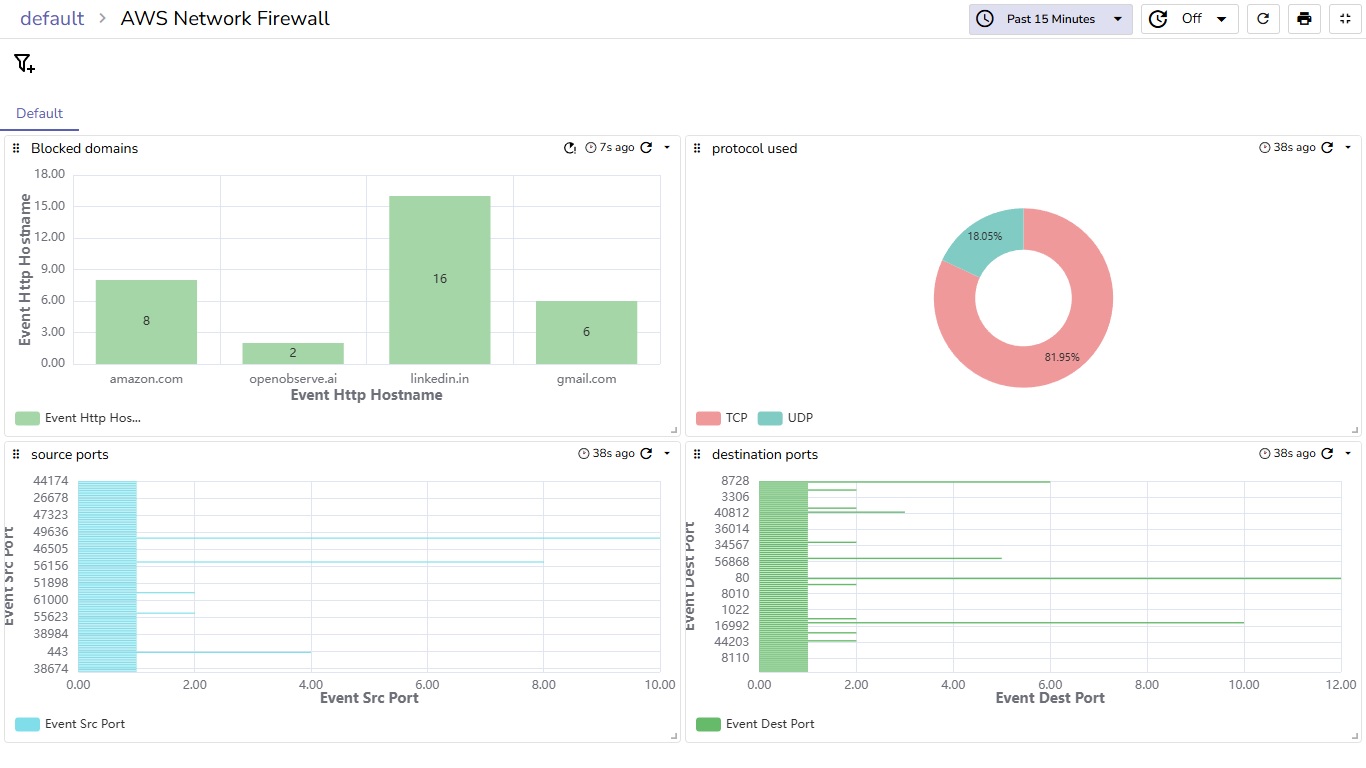 default > AWS Network Firewall
Past 15 Minutes
Off
Default
Blocked domains
7s ago
Event Http Hostname
18.00
15.00
12.00
9.00
6.00
3.00
0.00
8
2
16
6
amazon.com openobserve.ai linkedin.in gmail.com
Event Http Hostname
Event Http Hos...
protocol used
38s ago
18.05%
81.95%
TCP UDP
source ports
38s ago
Event Src Port
44174
26678
47323
49636
46505
56156
51898
61000
55623
38984
443
38674
0.00 2.00 4.00 6.00 8.00 10.00
Event Src Port
Event Src Port
destination ports
38s ago
Event Dest Port
8728
3306
40812
36014
34567
56868
80
8010
1022
16992
44203
8110
0.00 2.00 4.00 6.00 8.00 10.00 12.00
Event Dest Port
Event Dest Port